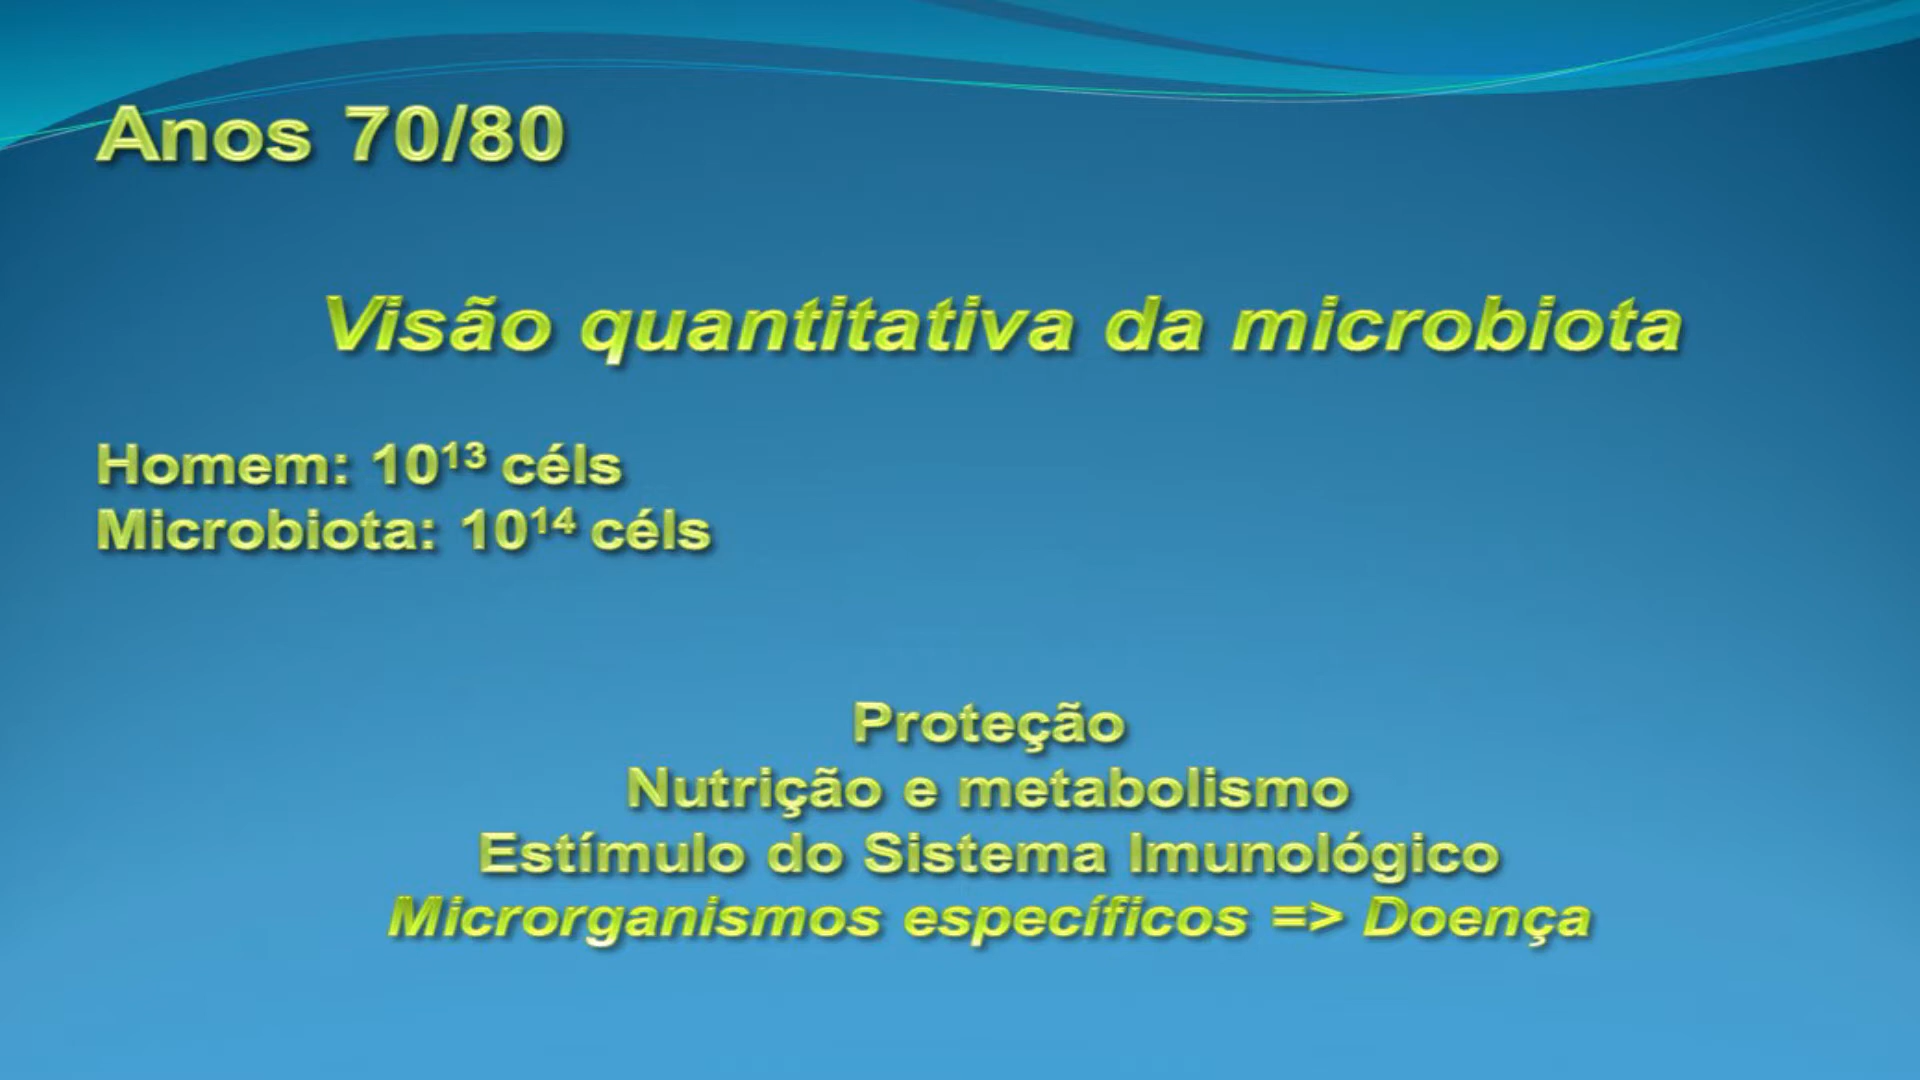 Anos 70/80
Visão quantitativa da microbiota
Homem: 10¹³ céls
Microbiota: 10¹⁴ céls
Proteção
Nutrição e metabolismo
Estímulo do Sistema Imunológico
Microrganismos específicos => Doença